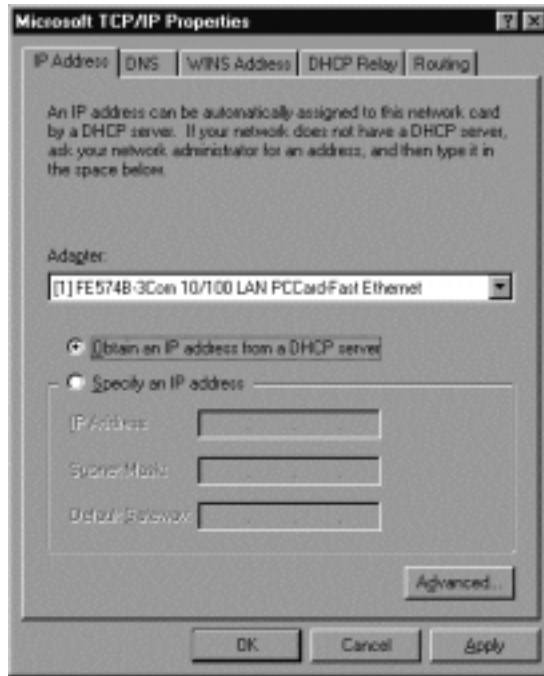 Microsoft TCP/IP Properties
IP Address DNS WINS Address DHCP Relay Routing
An IP address can be automatically assigned to this network card
by a DHCP server. If your network does not have a DHCP server,
ask your network administrator for an address, and then type it in
the space below.
Adapter:
[1] FE574B-3Com 10/100 LAN PCCard-Fast Ethernet
Obtain an IP address from a DHCP server
Specify an IP address
IP Address:
Subnet Mask:
Default Gateway:
Advanced...
OK Cancel Apply